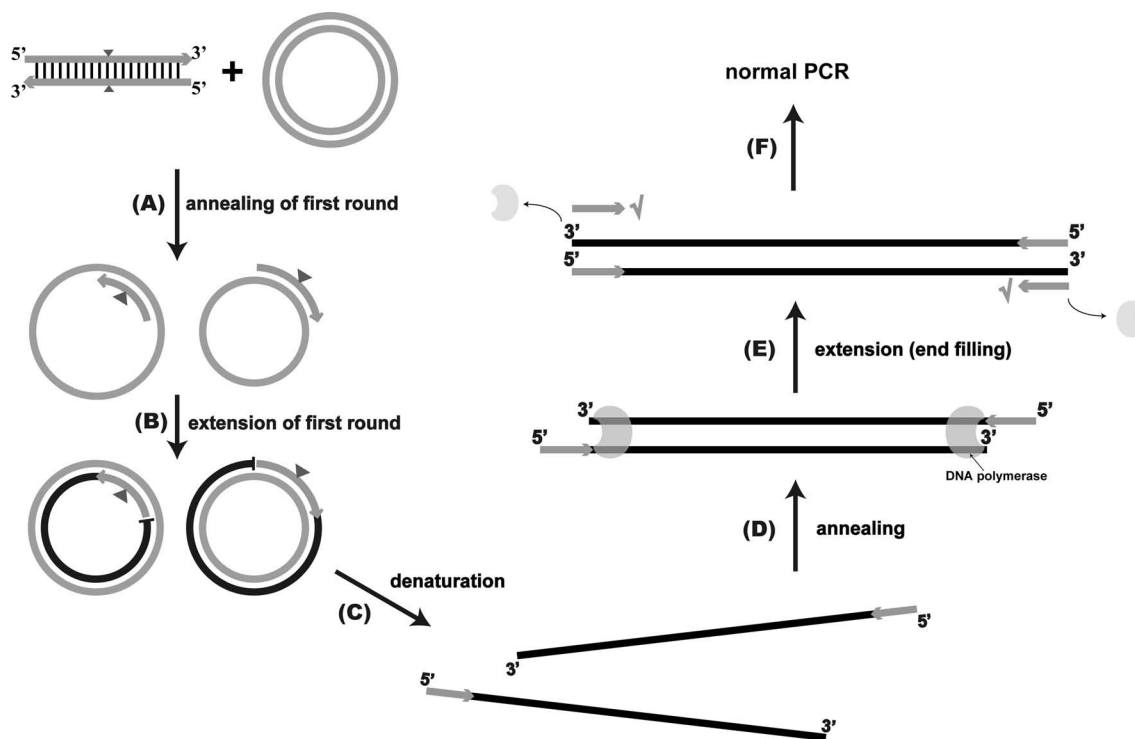 5’ 3’
+
3’ 5’
(A) annealing of first round
(B) extension of first round
(C) denaturation
3’ 5’
5’ 3’
(D) annealing
3’ 5’
5’ 3’
DNA polymerase
(E) extension (end filling)
3’ 5’
5’ 3’
(F)
normal PCR